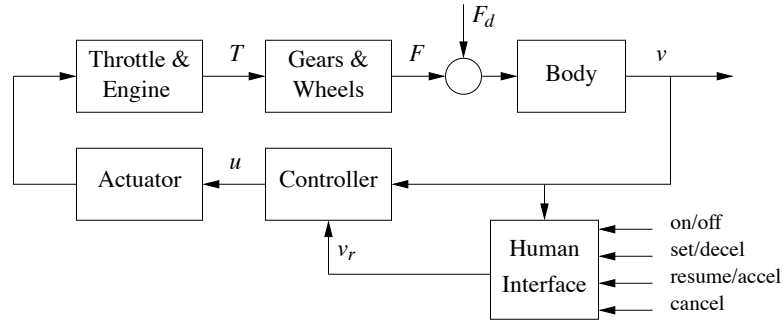 F_d
Throttle &
Engine
T
Gears &
Wheels
F
Body
v
Actuator
u
Controller
v_r
Human
Interface
on/off
set/decel
resume/accel
cancel